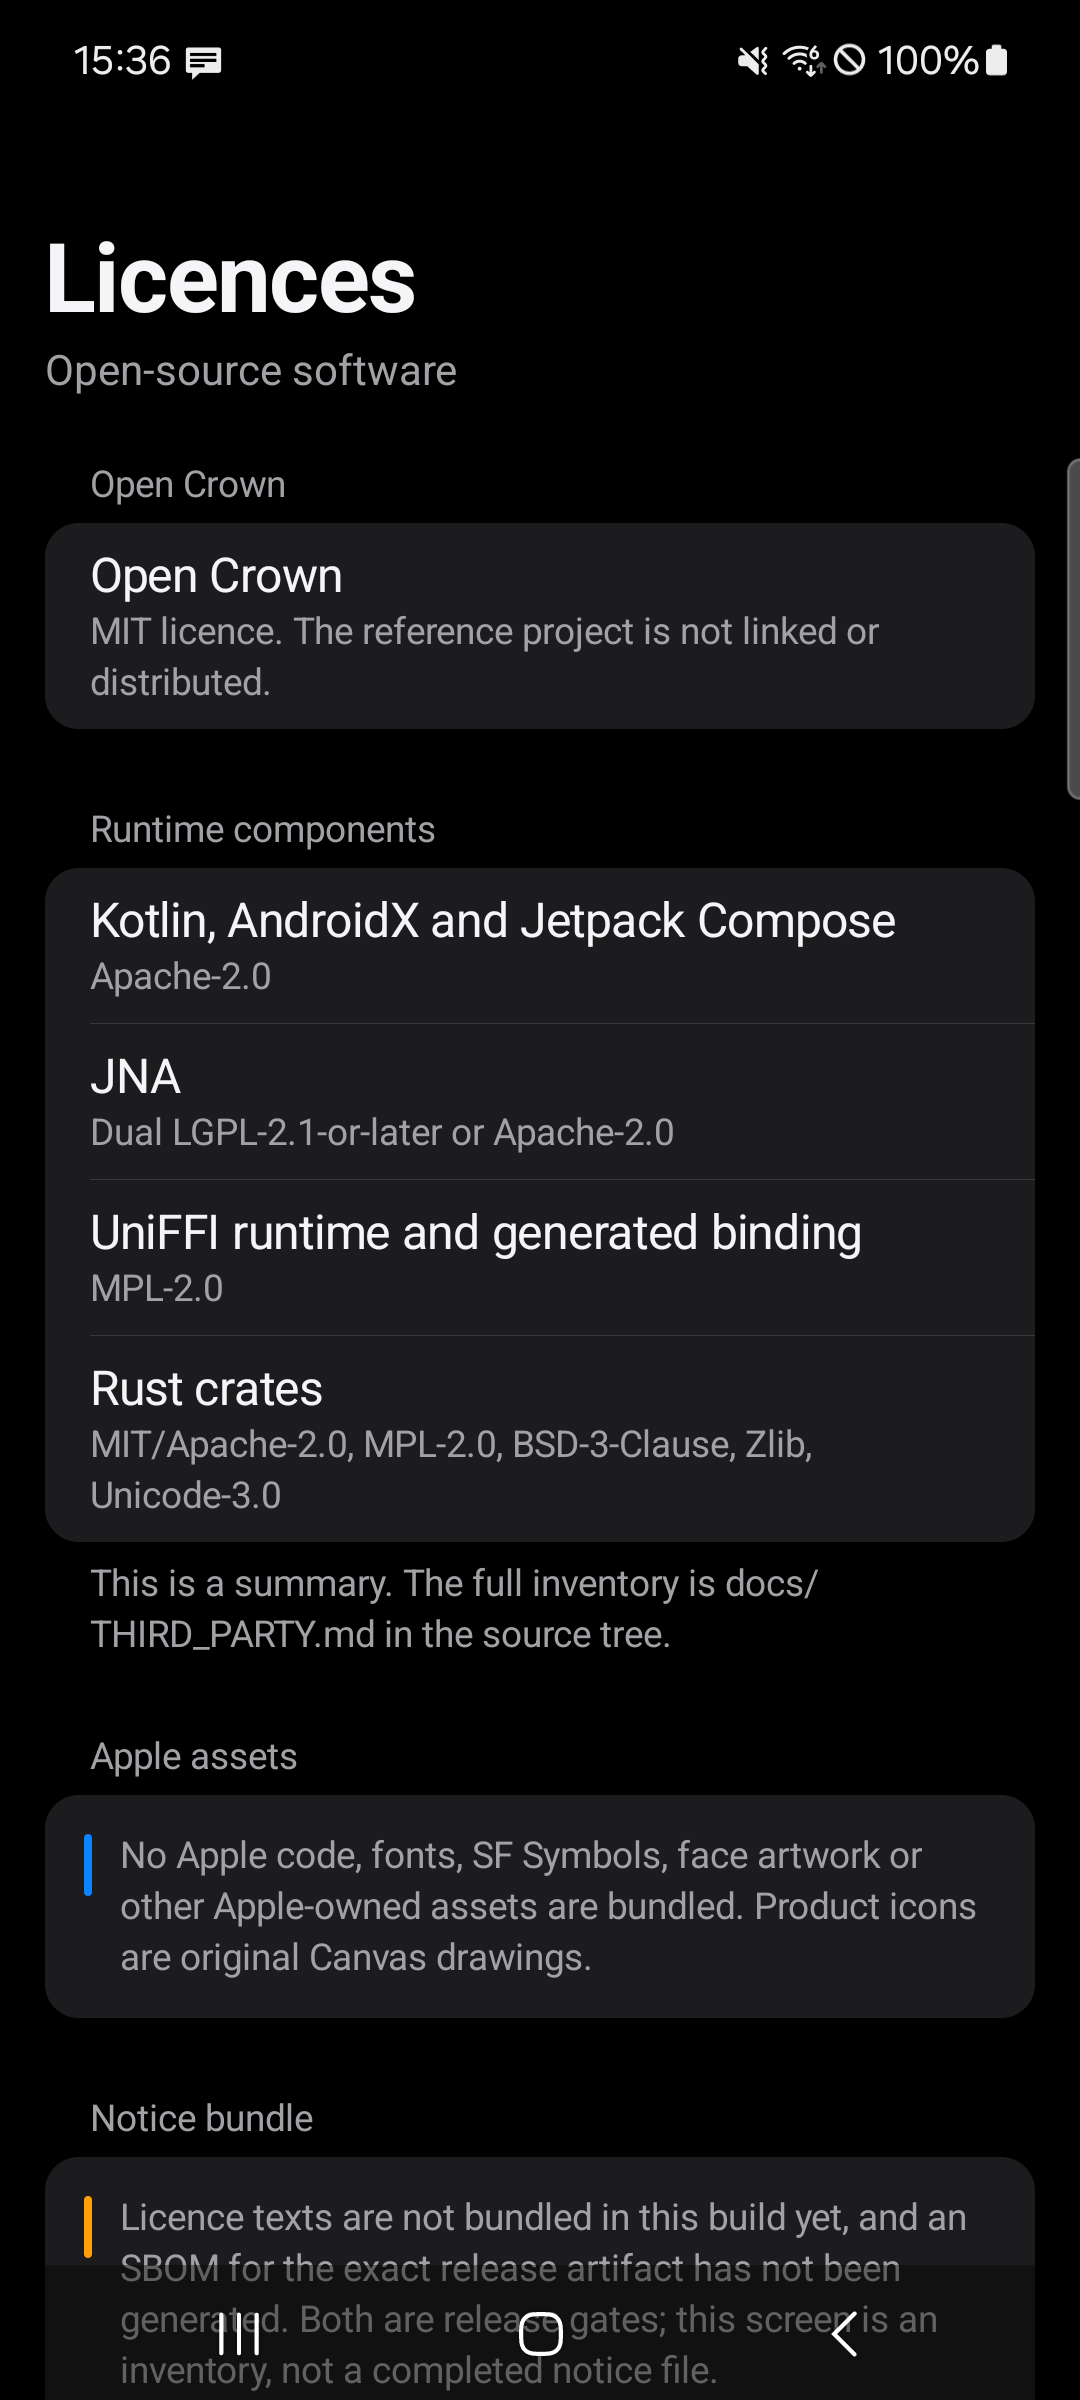 15:36
100%
Licences
Open-source software
Open Crown
Open Crown
MIT licence. The reference project is not linked or
distributed.
Runtime components
Kotlin, AndroidX and Jetpack Compose
Apache-2.0
JNA
Dual LGPL-2.1-or-later or Apache-2.0
UniFFI runtime and generated binding
MPL-2.0
Rust crates
MIT/Apache-2.0, MPL-2.0, BSD-3-Clause, Zlib,
Unicode-3.0
This is a summary. The full inventory is docs/
THIRD_PARTY.md in the source tree.
Apple assets
No Apple code, fonts, SF Symbols, face artwork or
other Apple-owned assets are bundled. Product icons
are original Canvas drawings.
Notice bundle
Licence texts are not bundled in this build yet, and an
SBOM for the exact release artifact has not been
generated. Both are release gates; this screen is an
inventory, not a completed notice file.